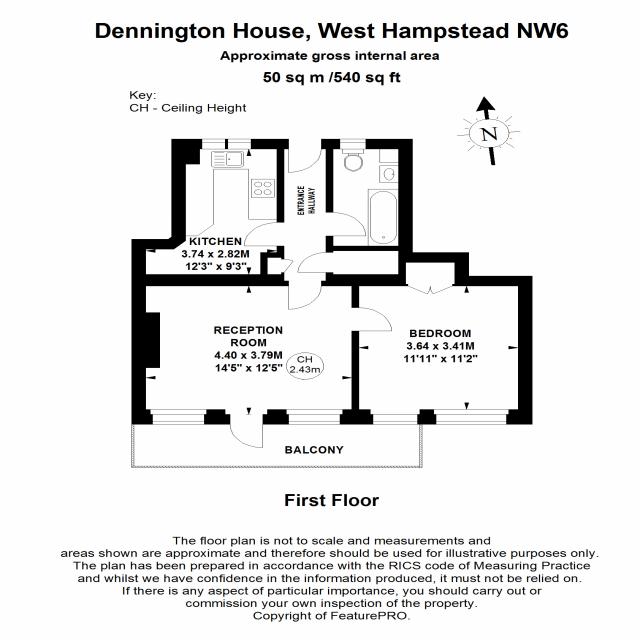 Dennington House, West Hampstead NW6
Approximate gross internal area
50 sq m /540 sq ft
Key:
CH - Ceiling Height
N
ENTRANCE
HALLWAY
KITCHEN
3.74 x 2.82M
12'3" x 9'3"
RECEPTION
ROOM
4.40 x 3.79M
14'5" x 12'5"
CH
2.43m
BEDROOM
3.64 x 3.41M
11'11" x 11'2"
BALCONY
First Floor
The floor plan is not to scale and measurements and
areas shown are approximate and therefore should be used for illustrative purposes only.
The plan has been prepared in accordance with the RICS code of Measuring Practice
and whilst we have confidence in the information produced, it must not be relied on.
If there is any aspect of particular importance, you should carry out or
commission your own inspection of the property.
Copyright of FeaturePRO.